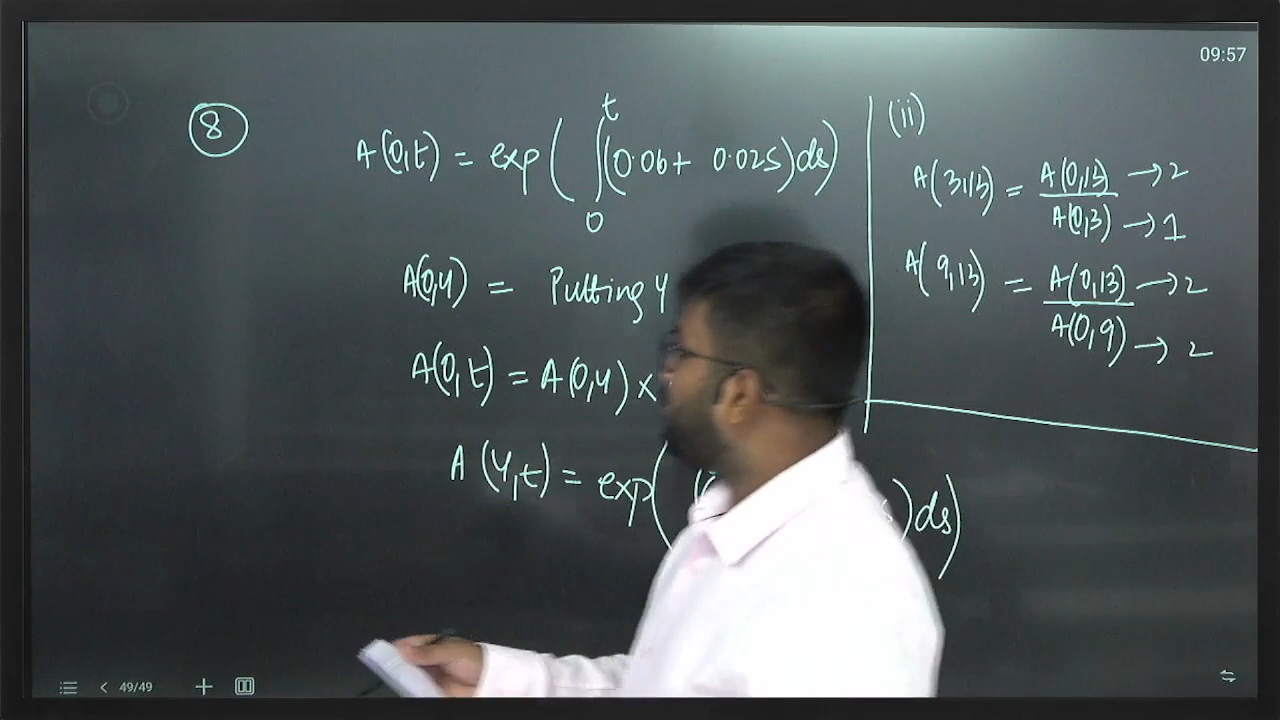 09:57
8
A(0,t) = exp( ∫₀ᵗ (0.06 + 0.02s) ds )
A(0,4) = Putting 4
A(0,t) = A(0,4) ×
A(4,t) = exp( ( ) ds )
(ii)
A(3,13) = A(0,13) → 2
A(0,3) → 1
A(9,13) = A(0,13) → 2
A(0,9) → 2
49/49